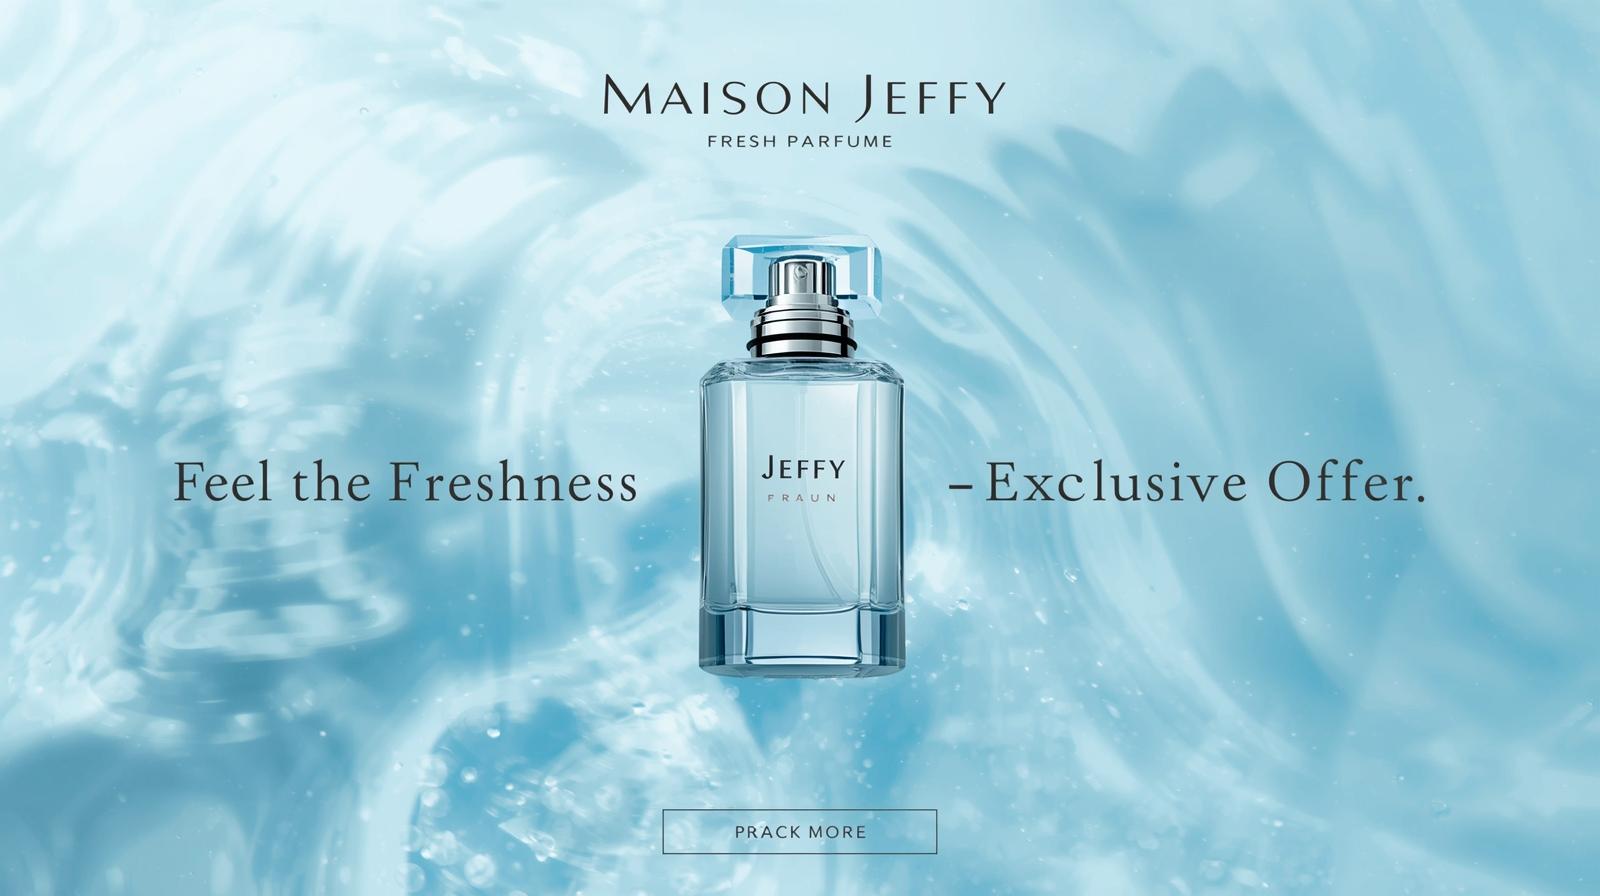 MAISON JEFFY
FRESH PARFUME
Feel the Freshness – Exclusive Offer.
JEFFY
FRAUN
PRACK MORE